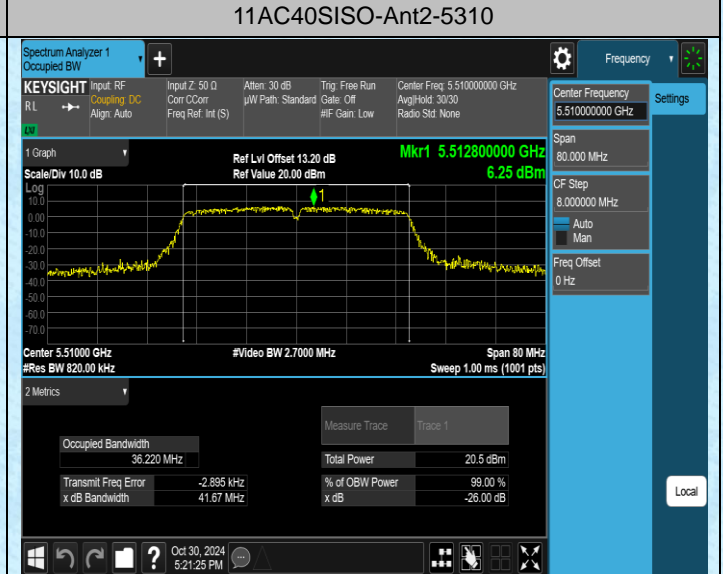 11AC40SISO-Ant2-5310
Spectrum Analyzer 1
Occupied BW
+
Frequency
KEYSIGHT
Input: RF
Input Z: 50 Ω
Atten: 30 dB
Trig: Free Run
Center Freq: 5.510000000 GHz
RL
Coupling: DC
Corr CCorr
µW Path: Standard
Gate: Off
Avg|Hold: 30/30
Align: Auto
Freq Ref: Int (S)
#IF Gain: Low
Radio Std: None
LXI
Center Frequency
5.510000000 GHz
Settings
Span
80.000 MHz
CF Step
8.000000 MHz
Auto
Man
Freq Offset
0 Hz
1 Graph
Ref Lvl Offset 13.20 dB
Mkr1 5.512800000 GHz
Scale/Div 10.0 dB
Ref Value 20.00 dBm
6.25 dBm
Log
10.0
0.00
-10.0
-20.0
-30.0
-40.0
-50.0
-60.0
-70.0
1
Center 5.51000 GHz
#Video BW 2.7000 MHz
Span 80 MHz
#Res BW 820.00 kHz
Sweep 1.00 ms (1001 pts)
2 Metrics
Measure Trace
Trace 1
Occupied Bandwidth
36.220 MHz
Total Power
20.5 dBm
Transmit Freq Error
-2.895 kHz
% of OBW Power
99.00 %
x dB Bandwidth
41.67 MHz
x dB
-26.00 dB
Local
?
Oct 30, 2024
5:21:25 PM